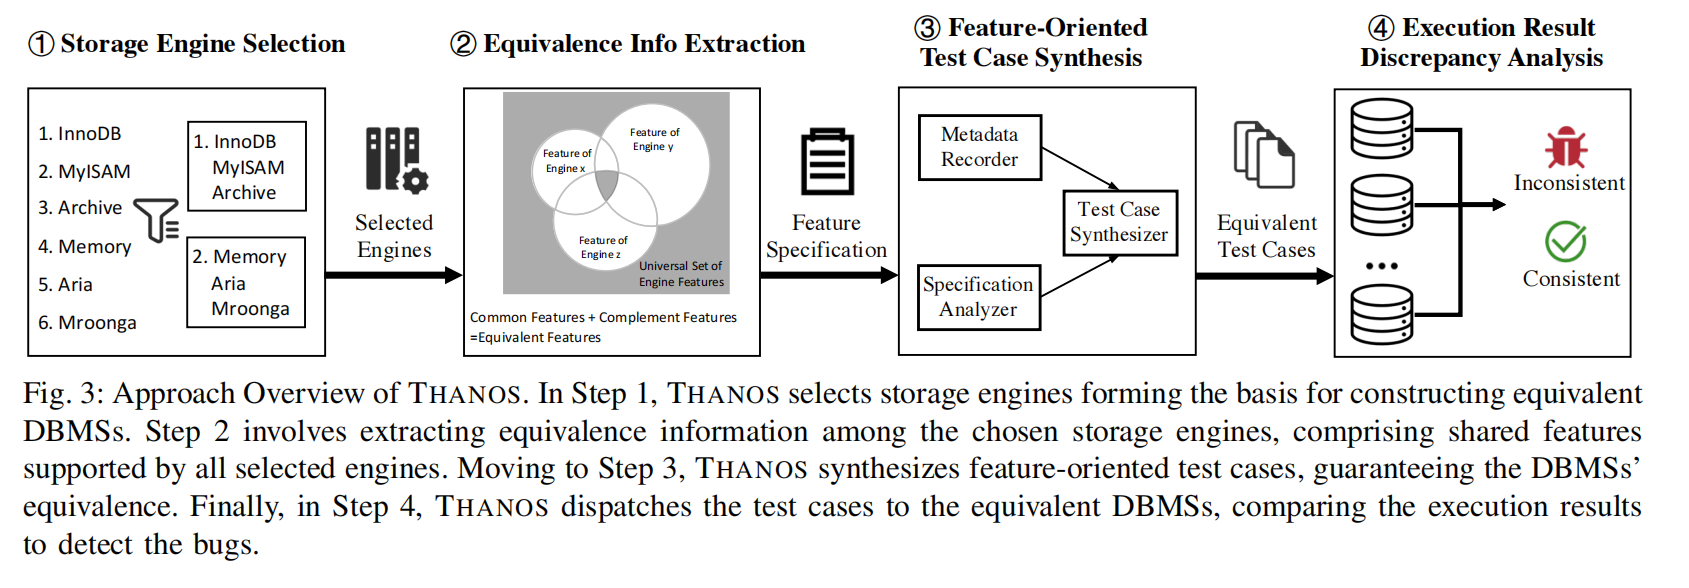 ① Storage Engine Selection
② Equivalence Info Extraction
③ Feature-Oriented
Test Case Synthesis
④ Execution Result
Discrepancy Analysis
1. InnoDB
2. MyISAM
3. Archive
4. Memory
5. Aria
6. Mroonga
1. InnoDB
MyISAM
Archive
2. Memory
Aria
Mroonga
Selected
Engines
Feature of
Engine x
Feature of
Engine y
Feature of
Engine z
Universal Set of
Engine Features
Common Features + Complement Features
=Equivalent Features
Feature
Specification
Metadata
Recorder
Test Case
Synthesizer
Specification
Analyzer
Equivalent
Test Cases
...
Inconsistent
Consistent
Fig. 3: Approach Overview of THANOS. In Step 1, THANOS selects storage engines forming the basis for constructing equivalent
DBMSs. Step 2 involves extracting equivalence information among the chosen storage engines, comprising shared features
supported by all selected engines. Moving to Step 3, THANOS synthesizes feature-oriented test cases, guaranteeing the DBMSs’
equivalence. Finally, in Step 4, THANOS dispatches the test cases to the equivalent DBMSs, comparing the execution results
to detect the bugs.